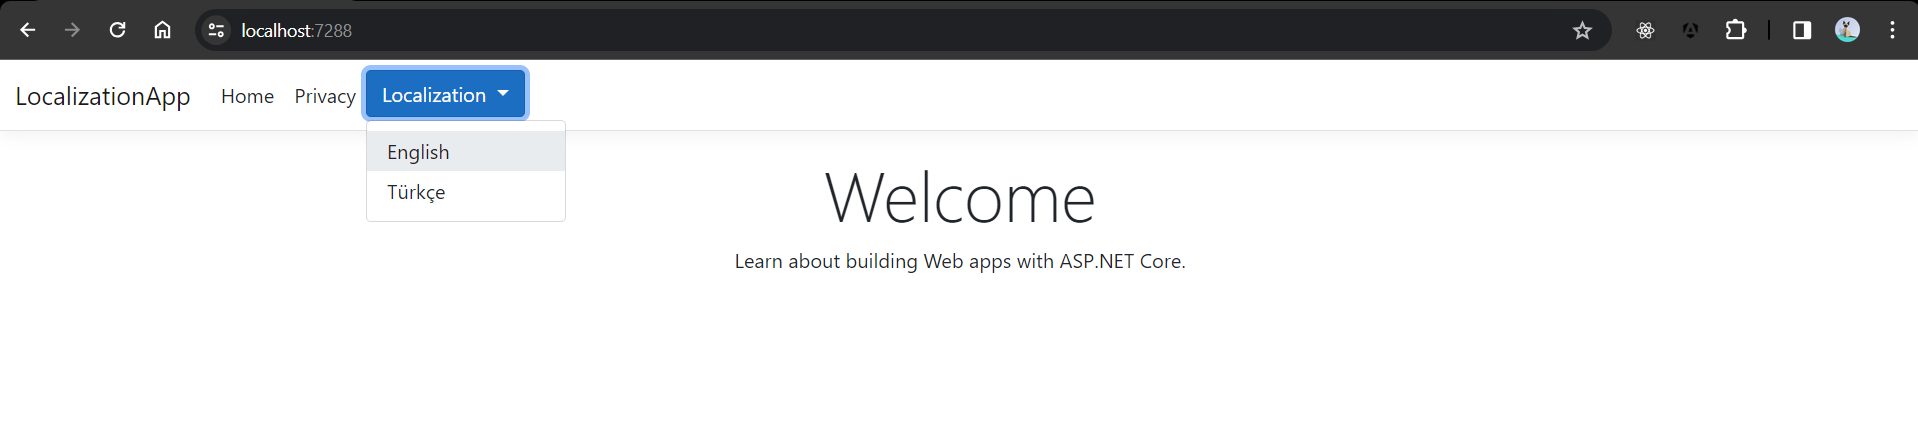 localhost:7288
LocalizationApp Home Privacy Localization
English
Türkçe
Welcome
Learn about building Web apps with ASP.NET Core.